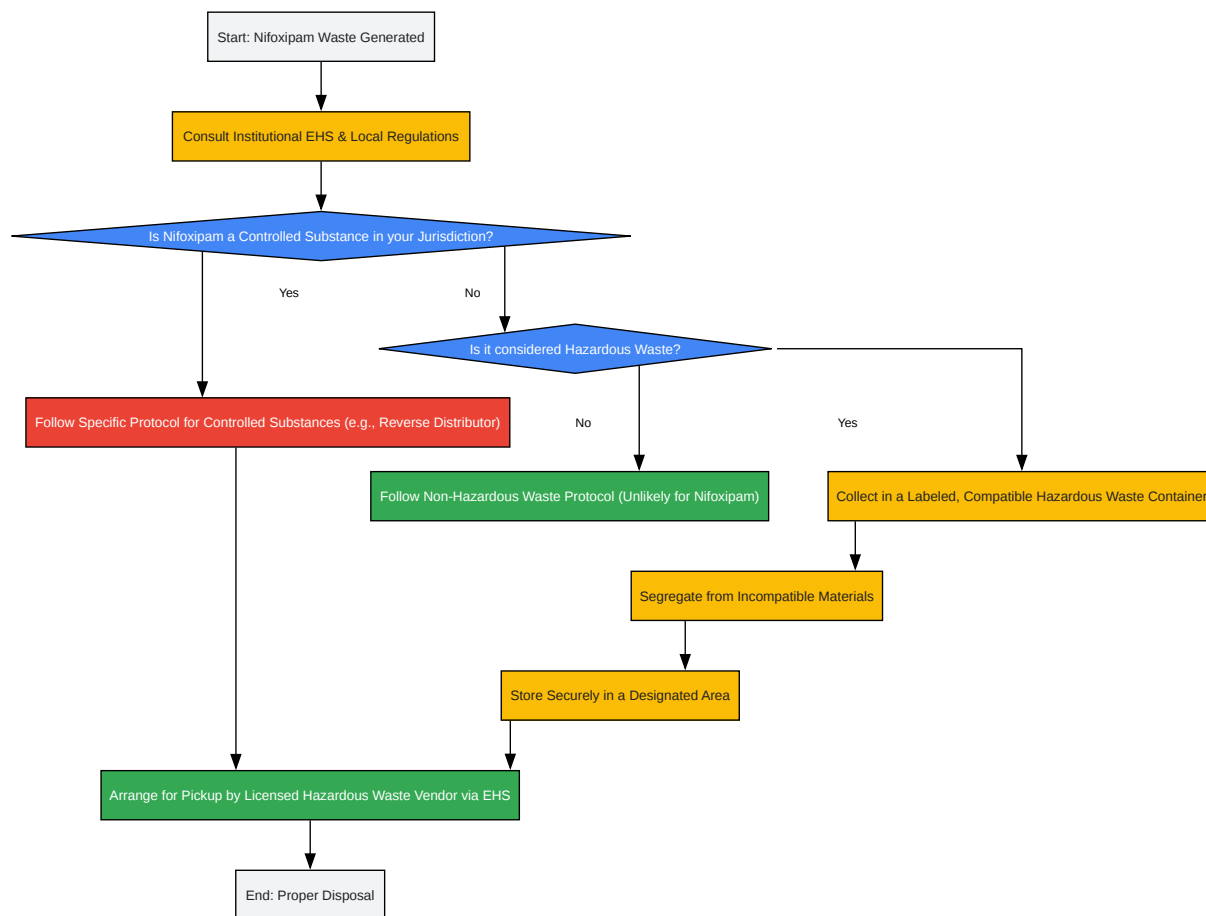 Start: Nifoxipam Waste Generated
Consult Institutional EHS & Local Regulations
Is Nifoxipam a Controlled Substance in your Jurisdiction?
Yes
No
Is it considered Hazardous Waste?
Follow Specific Protocol for Controlled Substances (e.g., Reverse Distributor)
No
Yes
Follow Non-Hazardous Waste Protocol (Unlikely for Nifoxipam)
Collect in a Labeled, Compatible Hazardous Waste Container
Segregate from Incompatible Materials
Store Securely in a Designated Area
Arrange for Pickup by Licensed Hazardous Waste Vendor via EHS
End: Proper Disposal